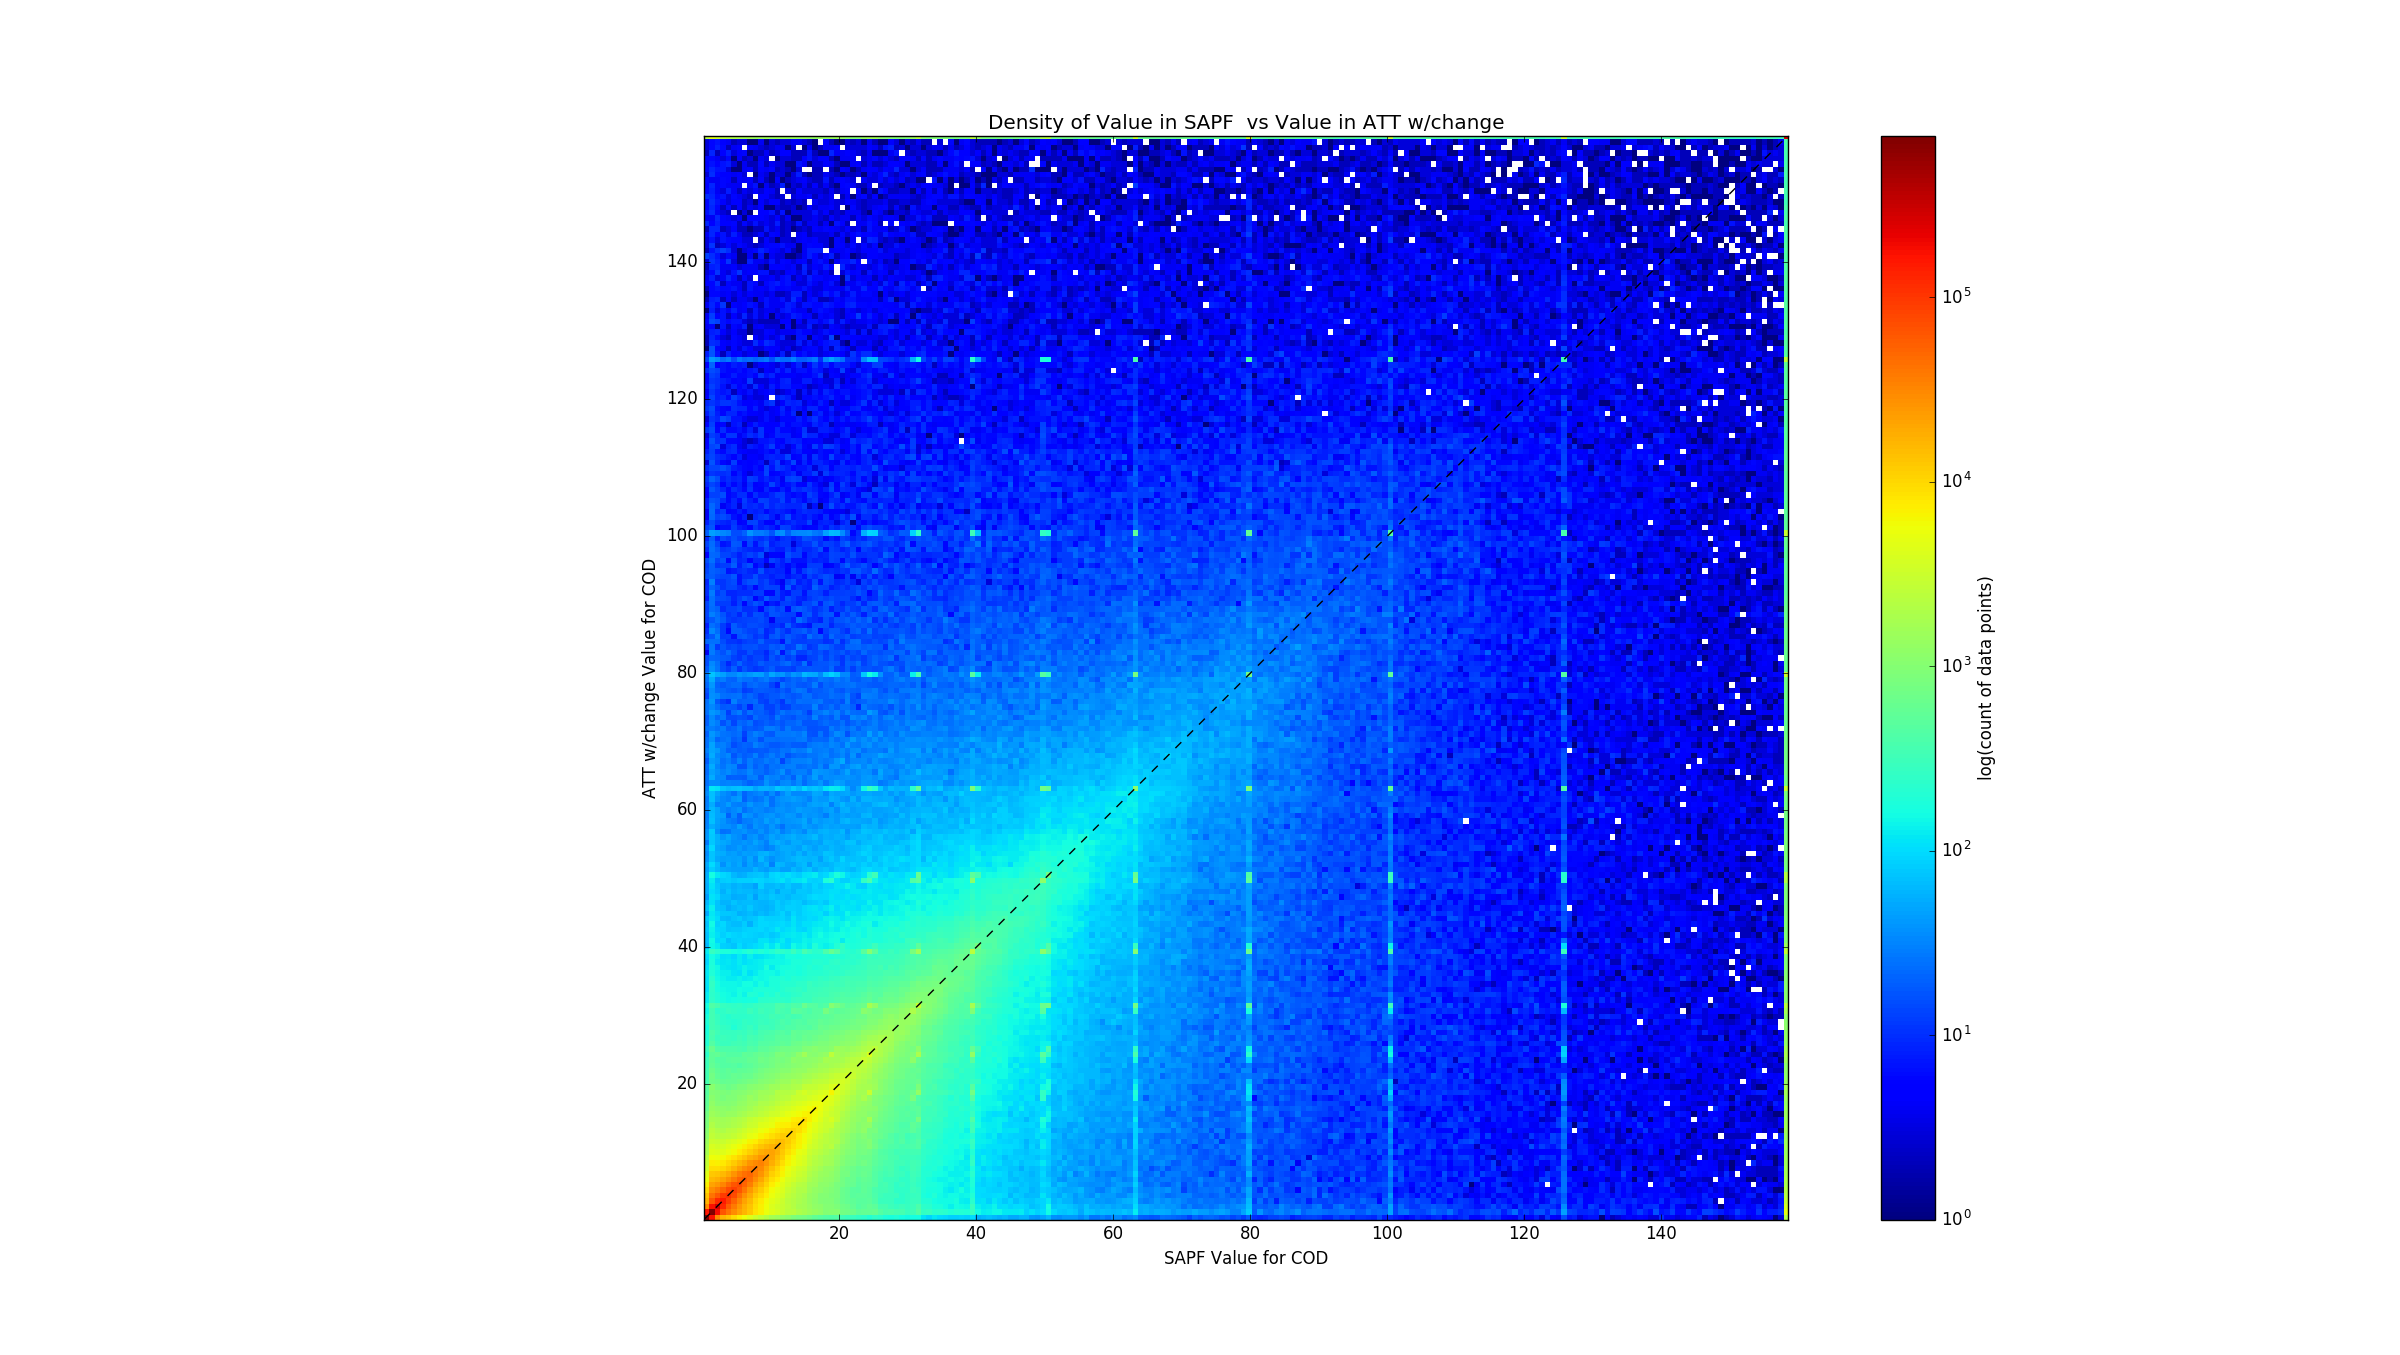 Density of Value in SAPF  vs Value in ATT w/change
ATT w/change Value for COD
140
120
100
80
60
40
20
20 40 60 80 100 120 140
SAPF Value for COD
10^5
10^4
10^3
10^2
10^1
10^0
log(count of data points)